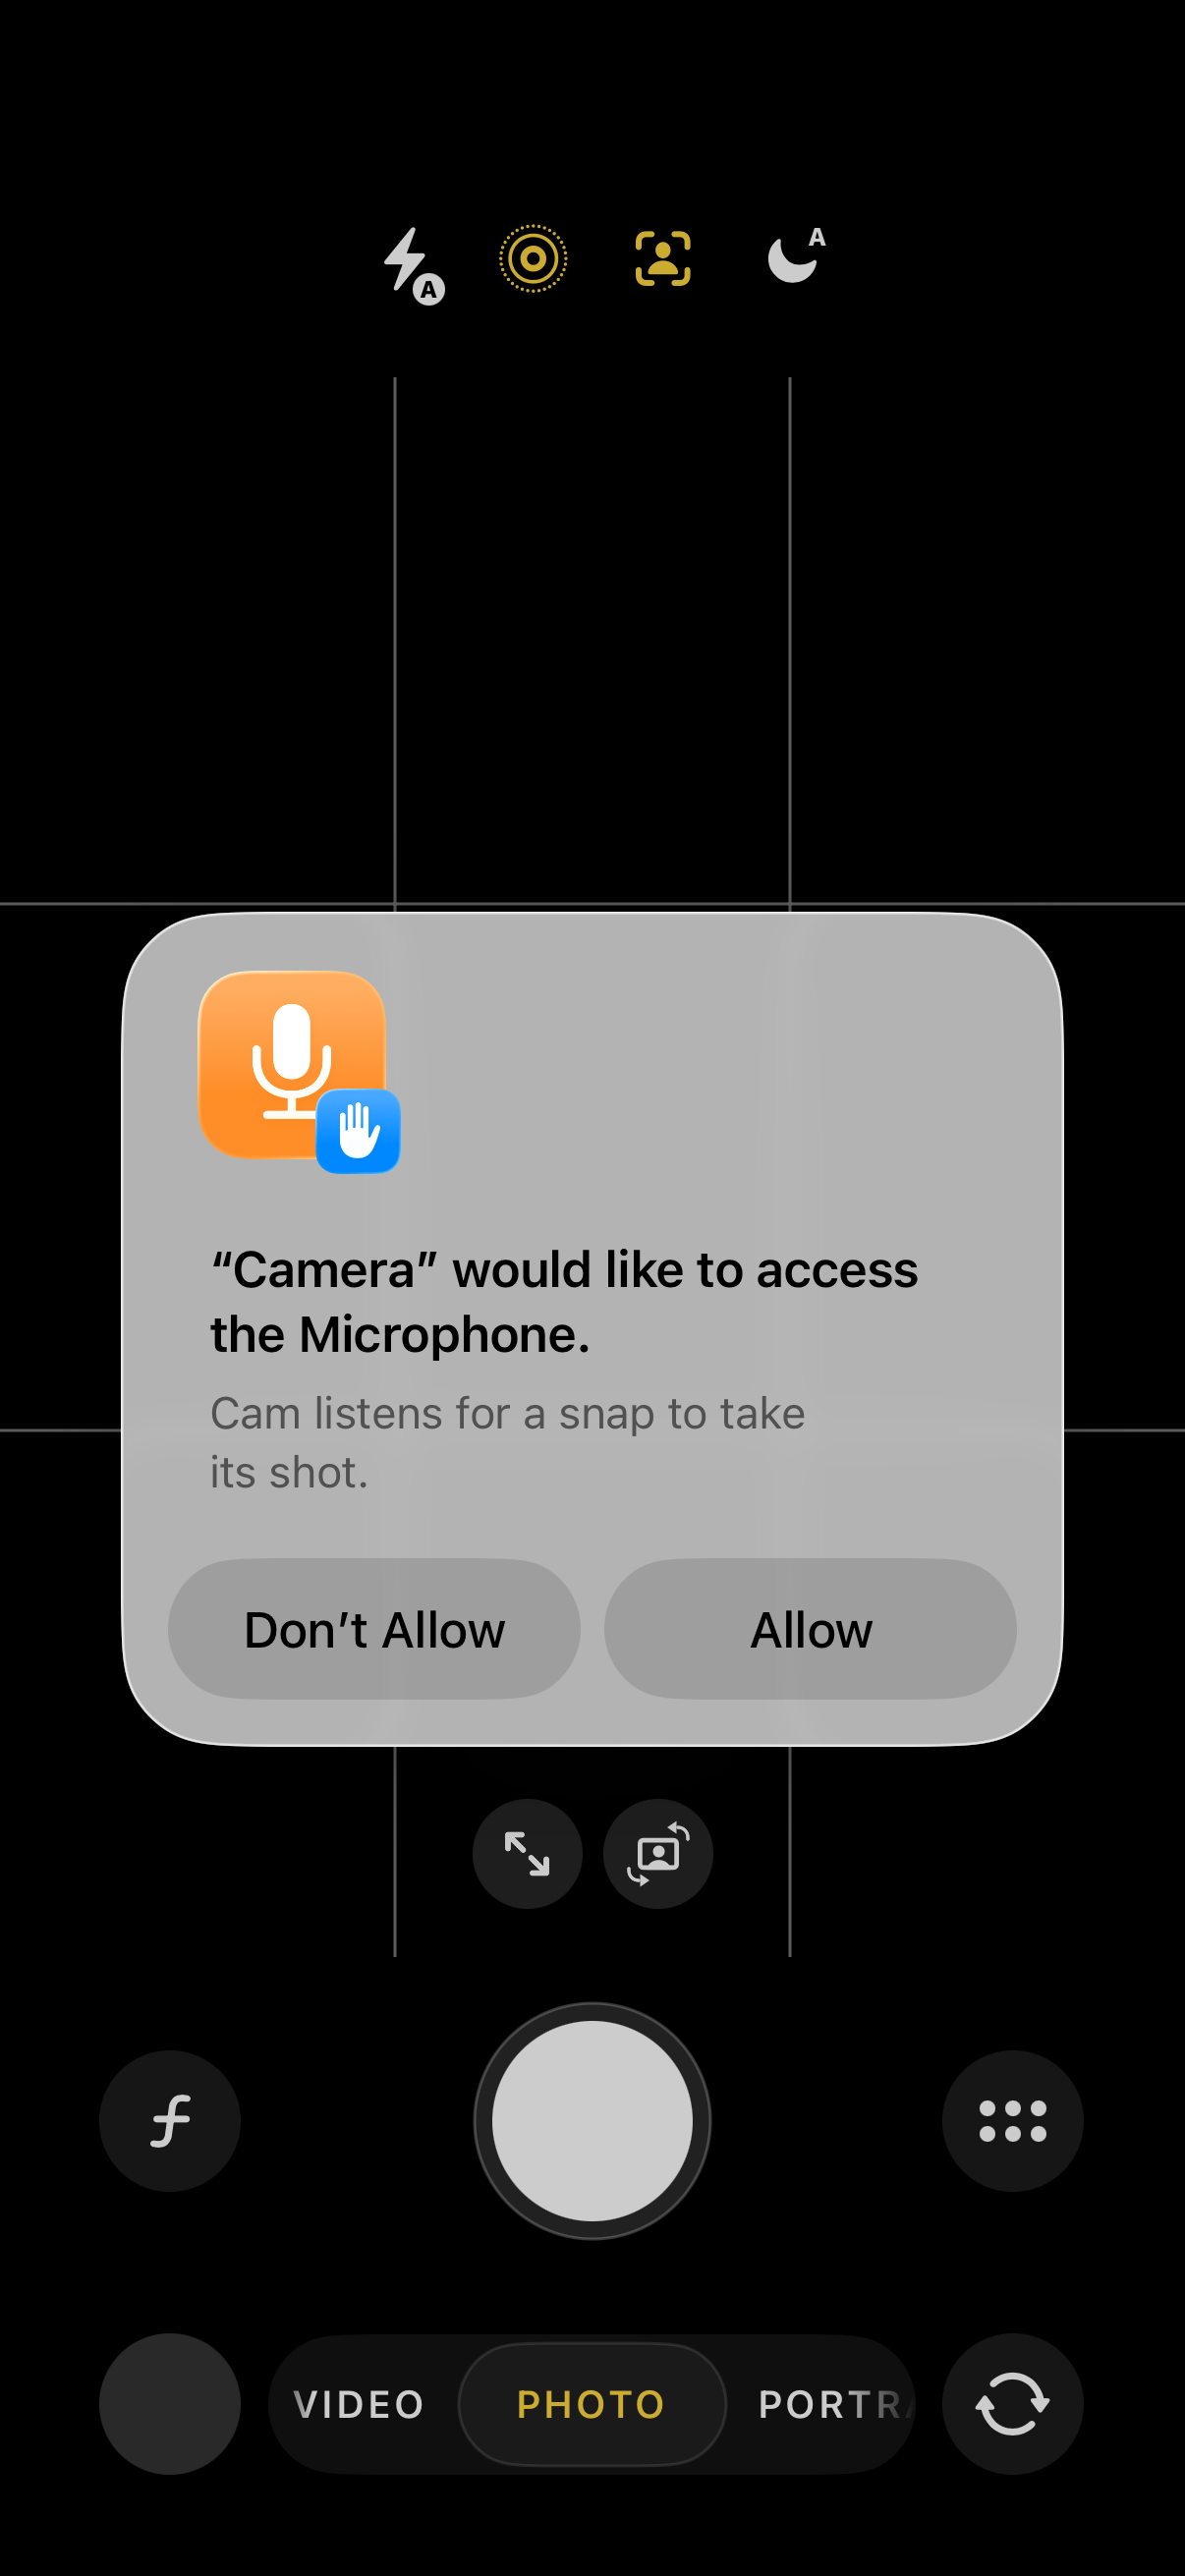 A
A
“Camera” would like to access
the Microphone.
Cam listens for a snap to take
its shot.
Don’t Allow
Allow
VIDEO
PHOTO